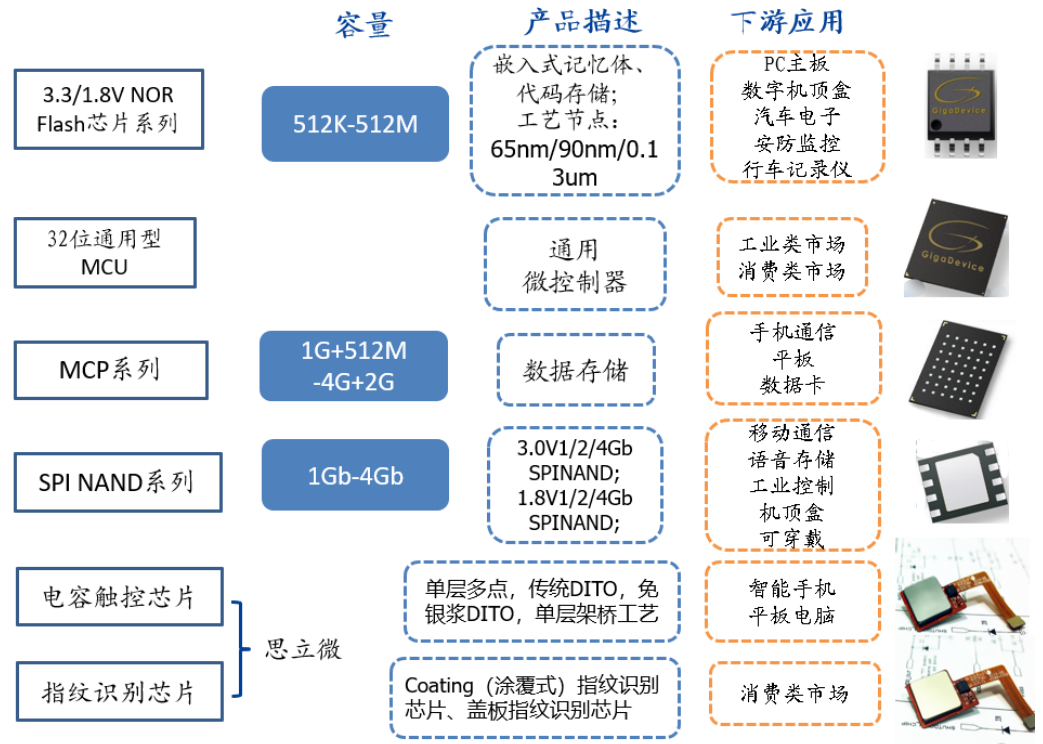 容量
产品描述
下游应用
3.3/1.8V NOR
Flash芯片系列
512K-512M
嵌入式记忆体、
代码存储;
工艺节点：
65nm/90nm/0.1
3um
PC主板
数字机顶盒
汽车电子
安防监控
行车记录仪
GigaDevice
32位通用型
MCU
通用
微控制器
工业类市场
消费类市场
GigaDevice
MCP系列
1G+512M
-4G+2G
数据存储
手机通信
平板
数据卡
SPI NAND系列
1Gb-4Gb
3.0V1/2/4Gb
SPINAND;
1.8V1/2/4Gb
SPINAND;
移动通信
语音存储
工业控制
机顶盒
可穿戴
电容触控芯片
单层多点，传统DITO，免
银浆DITO，单层架桥工艺
智能手机
平板电脑
思立微
指纹识别芯片
Coating（涂覆式）指纹识别
芯片、盖板指纹识别芯片
消费类市场